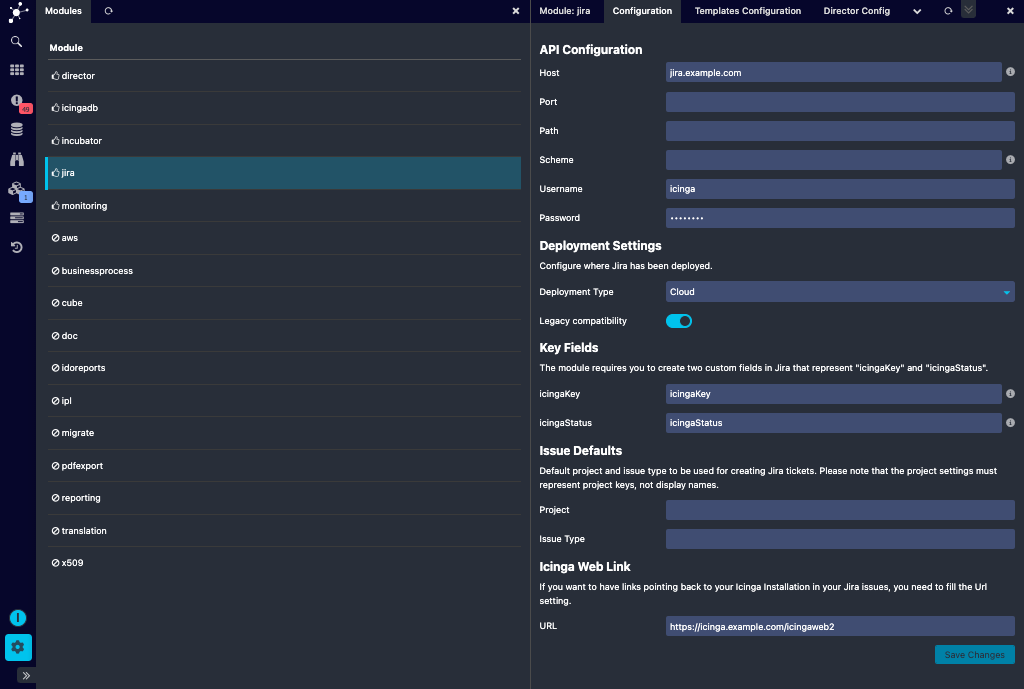 Modules
Module: jira
Configuration
Templates Configuration
Director Config
49
1
I
Module
director
icingadb
incubator
jira
monitoring
aws
businessprocess
cube
doc
idoreports
ipl
migrate
pdfexport
reporting
translation
x509
API Configuration
Host
jira.example.com
Port
Path
Scheme
Username
icinga
Password
••••••••
Deployment Settings
Configure where Jira has been deployed.
Deployment Type
Cloud
Legacy compatibility
Key Fields
The module requires you to create two custom fields in Jira that represent "icingaKey" and "icingaStatus".
icingaKey
icingaKey
icingaStatus
icingaStatus
Issue Defaults
Default project and issue type to be used for creating Jira tickets. Please note that the project settings must
represent project keys, not display names.
Project
Issue Type
Icinga Web Link
If you want to have links pointing back to your Icinga Installation in your Jira issues, you need to fill the Url
setting.
URL
https://icinga.example.com/icingaweb2
Save Changes